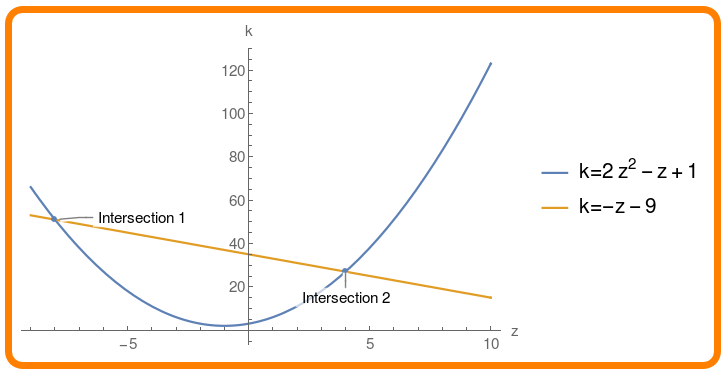 k
120
100
80
60
40
20
−5
5
10
z
Intersection 1
Intersection 2
k=2 z² − z + 1
k=−z − 9